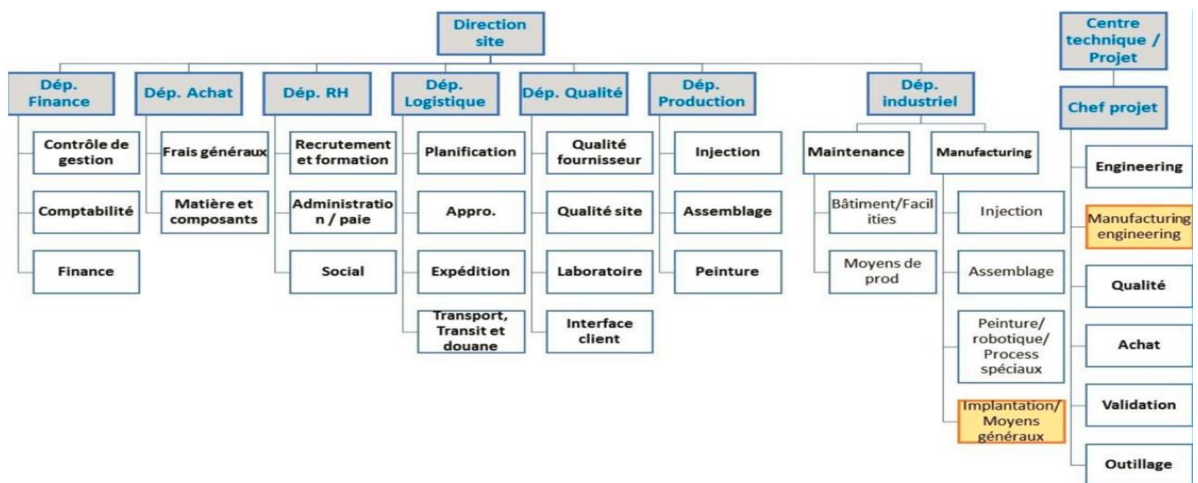 Direction
site
Centre
technique /
Projet
Dép.
Finance
Dép. Achat
Dép. RH
Dép.
Logistique
Dép. Qualité
Dép.
Production
Dép.
industriel
Chef projet
Contrôle de
gestion
Comptabilité
Finance
Frais généraux
Matière et
composants
Recrutement
et formation
Administratio
n / paie
Social
Planification
Appro.
Expédition
Transport,
Transit et
douane
Qualité
fournisseur
Qualité site
Laboratoire
Interface
client
Injection
Assemblage
Peinture
Maintenance
Bâtiment/Facil
ities
Moyens de
prod
Manufacturing
Injection
Assemblage
Peinture/
robotique/
Process
spéciaux
Implantation/
Moyens
généraux
Engineering
Manufacturing
engineering
Qualité
Achat
Validation
Outillage